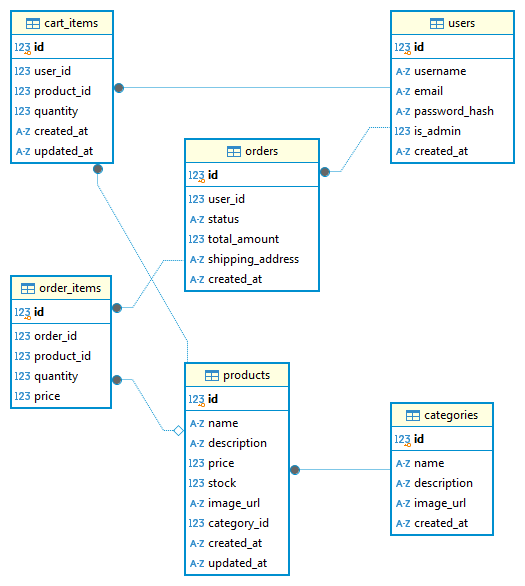 cart_items
123 id
123 user_id
123 product_id
123 quantity
A-Z created_at
A-Z updated_at
users
123 id
A-Z username
A-Z email
A-Z password_hash
123 is_admin
A-Z created_at
orders
123 id
123 user_id
A-Z status
123 total_amount
A-Z shipping_address
A-Z created_at
order_items
123 id
123 order_id
123 product_id
123 quantity
123 price
products
123 id
A-Z name
A-Z description
123 price
123 stock
A-Z image_url
123 category_id
A-Z created_at
A-Z updated_at
categories
123 id
A-Z name
A-Z description
A-Z image_url
A-Z created_at